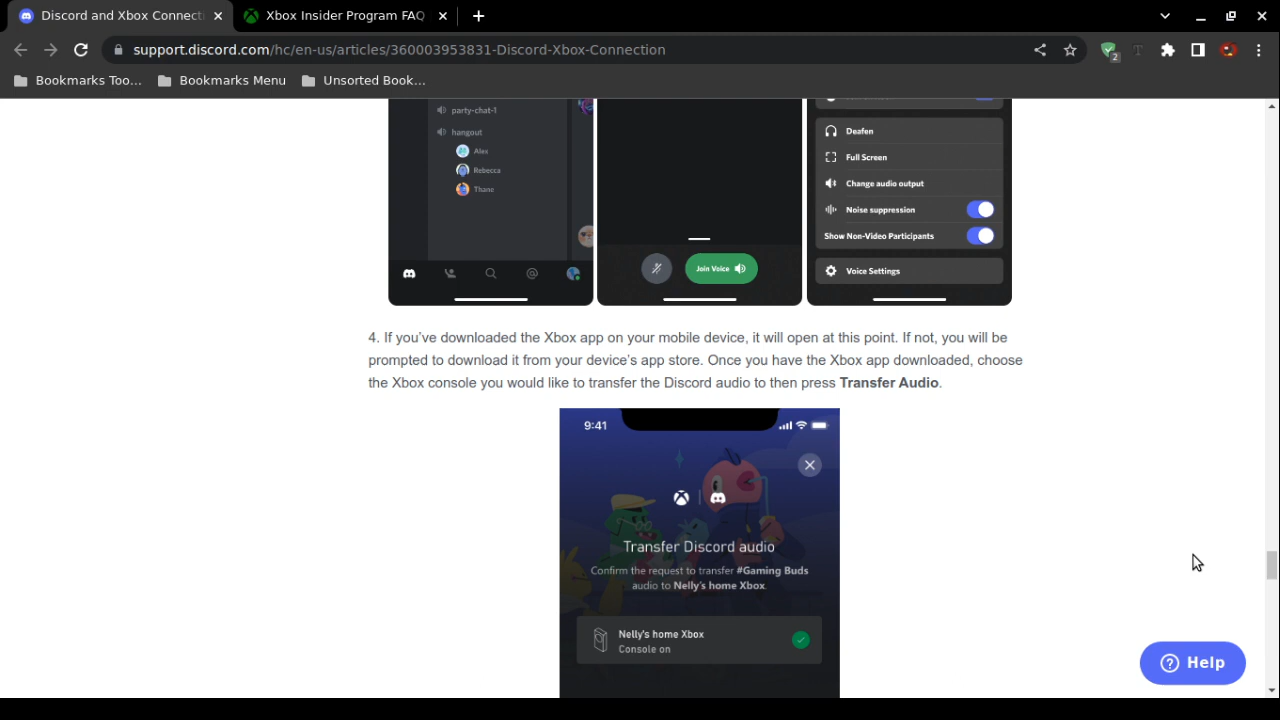 Discord and Xbox Connect
Xbox Insider Program FAQ
support.discord.com/hc/en-us/articles/360003953831-Discord-Xbox-Connection
2
Bookmarks Too...
Bookmarks Menu
Unsorted Book...
party-chat-1
hangout
Alex
Rebecca
Thane
Join Voice
Deafen
Full Screen
Change audio output
Noise suppression
Show Non-Video Participants
Voice Settings
4. If you’ve downloaded the Xbox app on your mobile device, it will open at this point. If not, you will be
prompted to download it from your device’s app store. Once you have the Xbox app downloaded, choose
the Xbox console you would like to transfer the Discord audio to then press Transfer Audio.
9:41
Transfer Discord audio
Confirm the request to transfer #Gaming Buds
audio to Nelly's home Xbox.
Nelly's home Xbox
Console on
Help